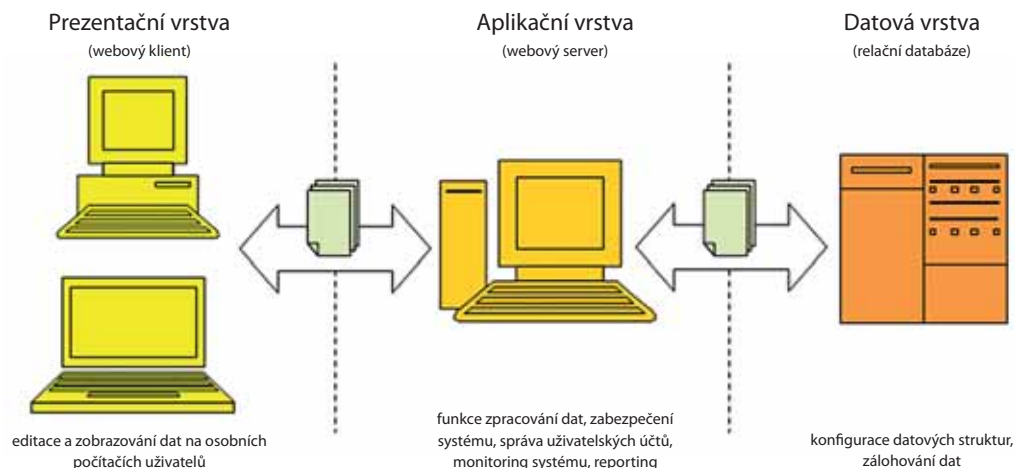 Prezentační vrstva
(webový klient)
Aplikační vrstva
(webový server)
Datová vrstva
(relační databáze)
editace a zobrazování dat na osobních
počítačích uživatelů
funkce zpracování dat, zabezpečení
systému, správa uživatelských účtů,
monitoring systému, reporting
konfigurace datových struktur,
zálohování dat